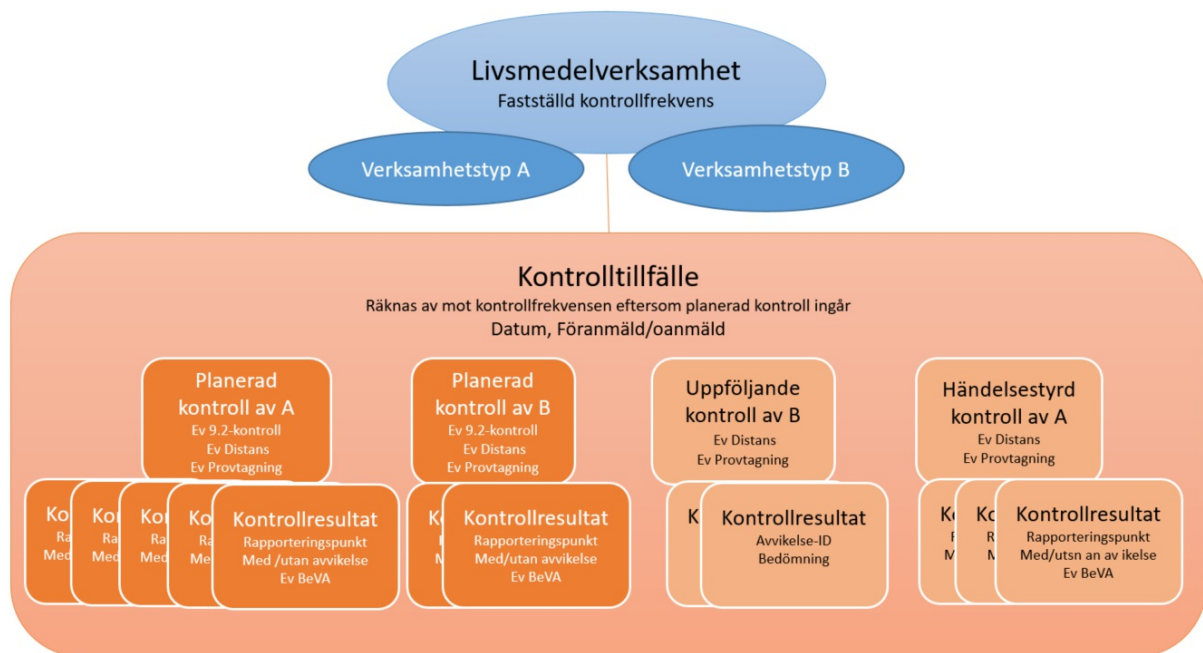 Livsmedelverksamhet
Fastställd kontrollfrekvens
Verksamhetstyp A
Verksamhetstyp B
Kontrolltillfälle
Räknas av mot kontrollfrekvensen eftersom planerad kontroll ingår
Datum, Föranmäld/oanmäld
Planerad
kontroll av A
Ev 9.2-kontroll
Ev Distans
Ev Provtagning
Planerad
kontroll av B
Ev 9.2-kontroll
Ev Distans
Ev Provtagning
Uppföljande
kontroll av B
Ev Distans
Ev Provtagning
Händelsestyrd
kontroll av A
Ev Distans
Ev Provtagning
Kontrollresultat
Rapporteringspunkt
Med /utan avvikelse
Ev BeVA
Kontrollresultat
Rapporteringspunkt
Med/utan avvikelse
Ev BeVA
Kontrollresultat
Avvikelse-ID
Bedömning
Kontrollresultat
Rapporteringspunkt
Med/utsn an av ikelse
Ev BeVA